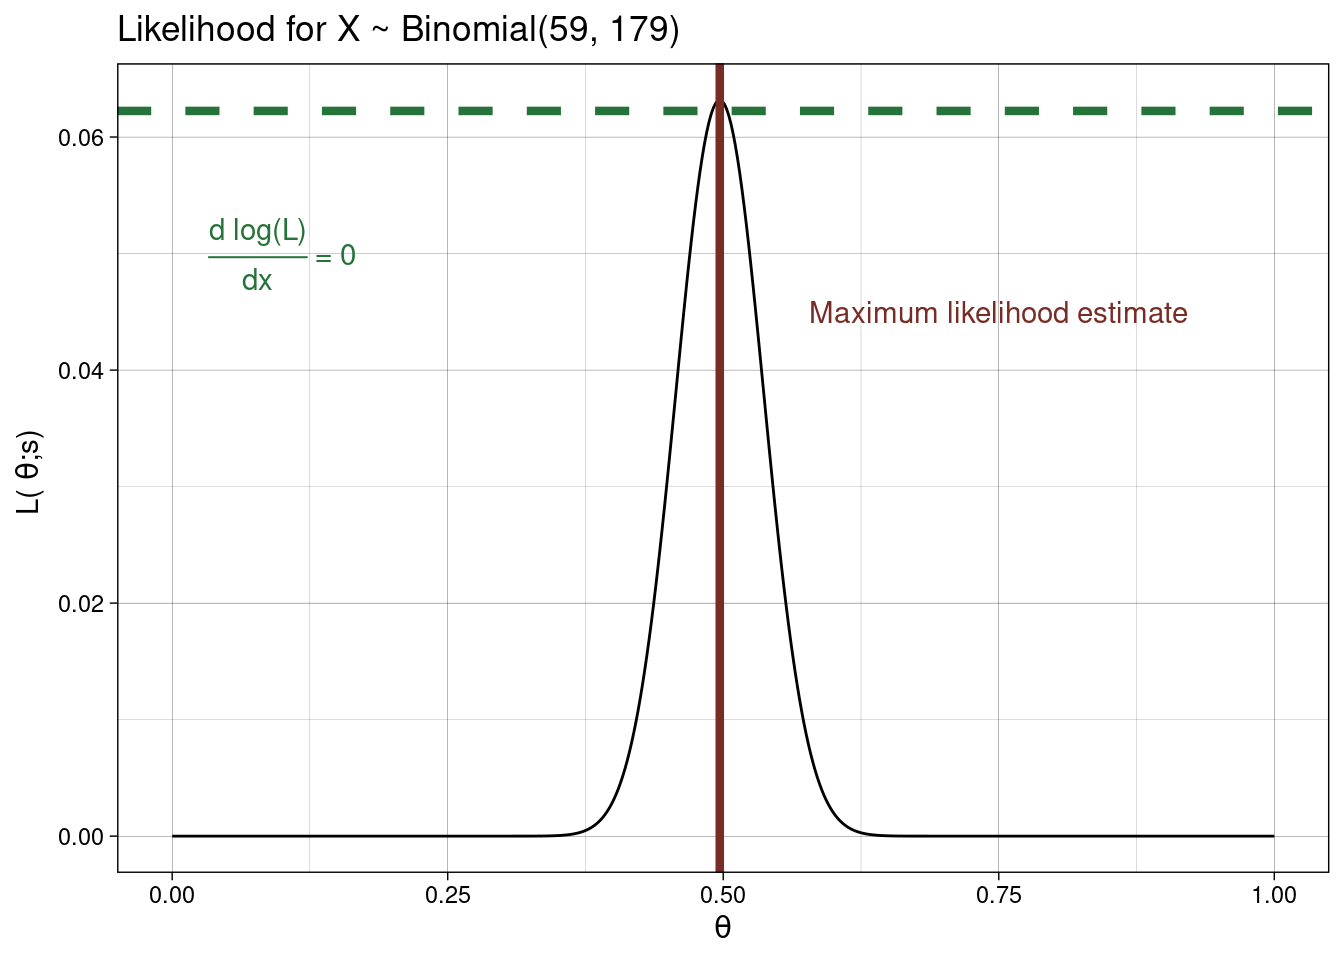 Likelihood for X ~ Binomial(59, 179)
0.06
d log(L)
dx
= 0
Maximum likelihood estimate
0.04
L( θ;s)
0.02
0.00
0.00 0.25 0.50 0.75 1.00
θ